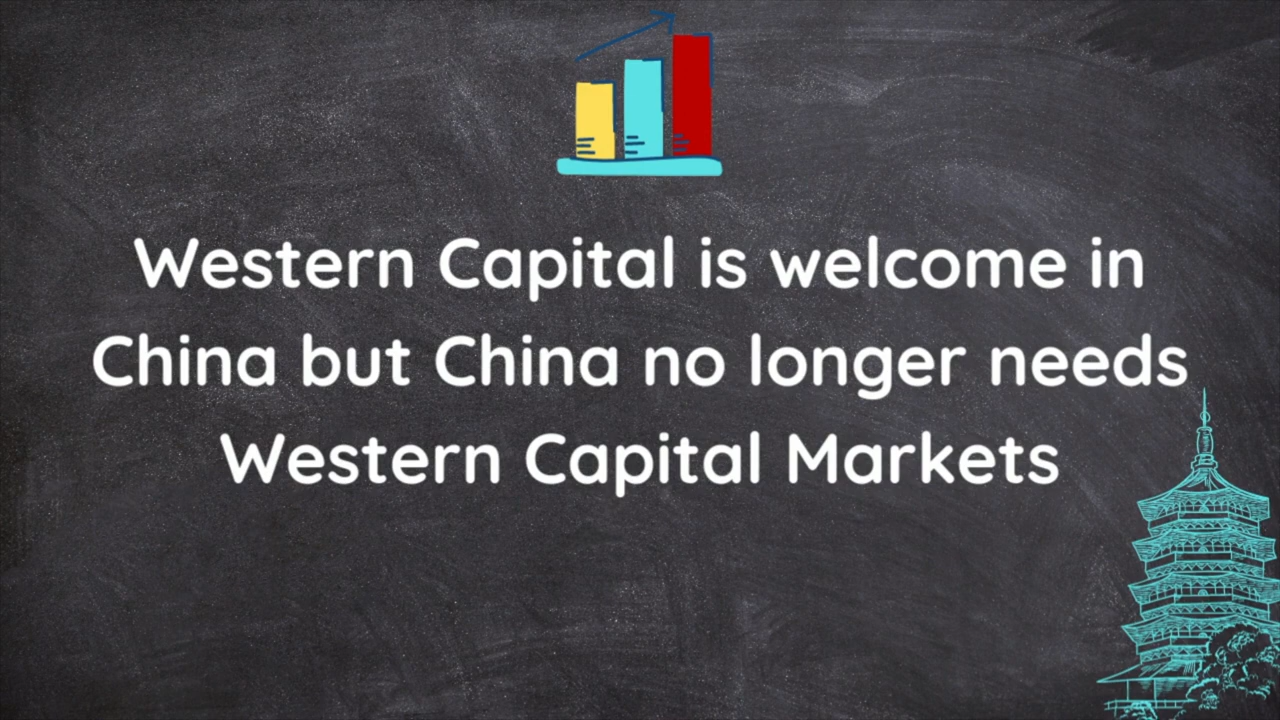 Western Capital is welcome in
China but China no longer needs
Western Capital Markets